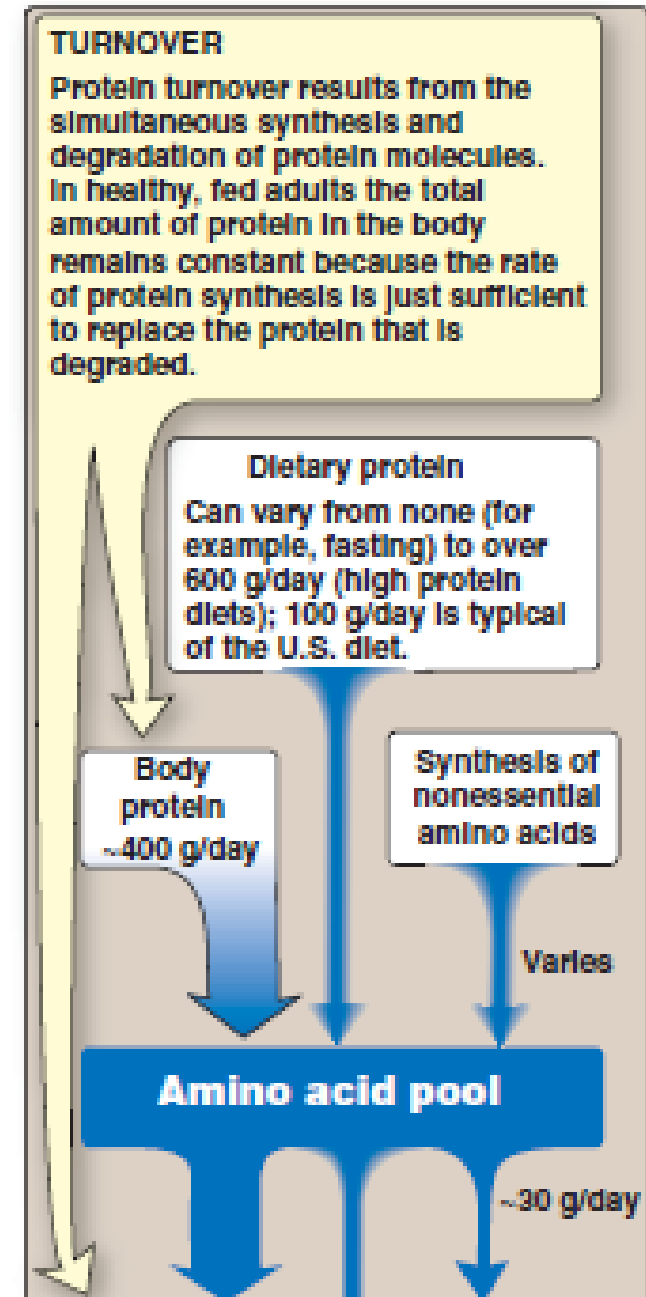 TURNOVER
Protein turnover results from the
simultaneous synthesis and
degradation of protein molecules.
In healthy, fed adults the total
amount of protein in the body
remains constant because the rate
of protein synthesis is just sufficient
to replace the protein that is
degraded.
Dietary protein
Can vary from none (for
example, fasting) to over
600 g/day (high protein
diets); 100 g/day is typical
of the U.S. diet.
Body
protein
~400 g/day
Synthesis of
nonessential
amino acids
Varies
Amino acid pool
~30 g/day